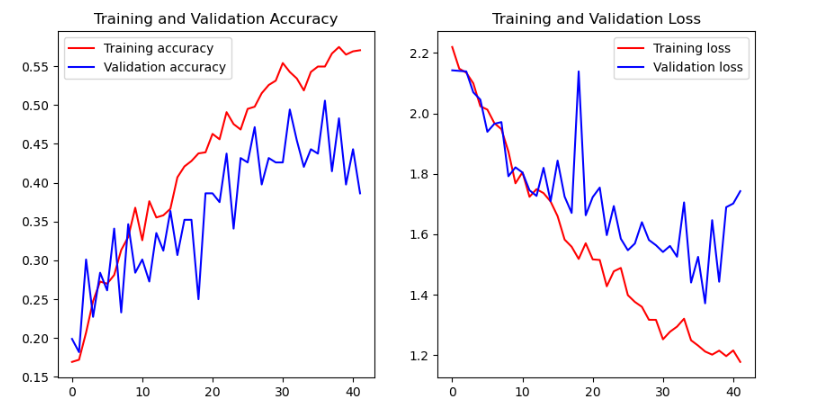 Training and Validation Accuracy
Training accuracy
Validation accuracy
0.55
0.50
0.45
0.40
0.35
0.30
0.25
0.20
0.15
0 10 20 30 40
Training and Validation Loss
Training loss
Validation loss
2.2
2.0
1.8
1.6
1.4
1.2
0 10 20 30 40